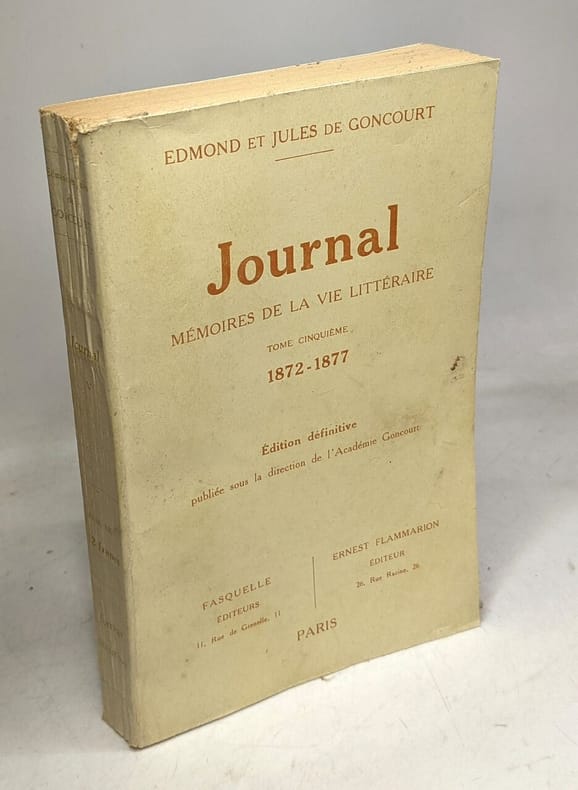 EDMOND ET JULES DE GONCOURT
Journal
MÉMOIRES DE LA VIE LITTÉRAIRE
TOME CINQUIÈME
1872-1877
Édition définitive
publiée sous la direction de l'Académie Goncourt
FASQUELLE
ÉDITEURS
11, Rue de Grenelle, 11
ERNEST FLAMMARION
ÉDITEUR
26, Rue Racine, 26
PARIS
GONCOURT
Journal